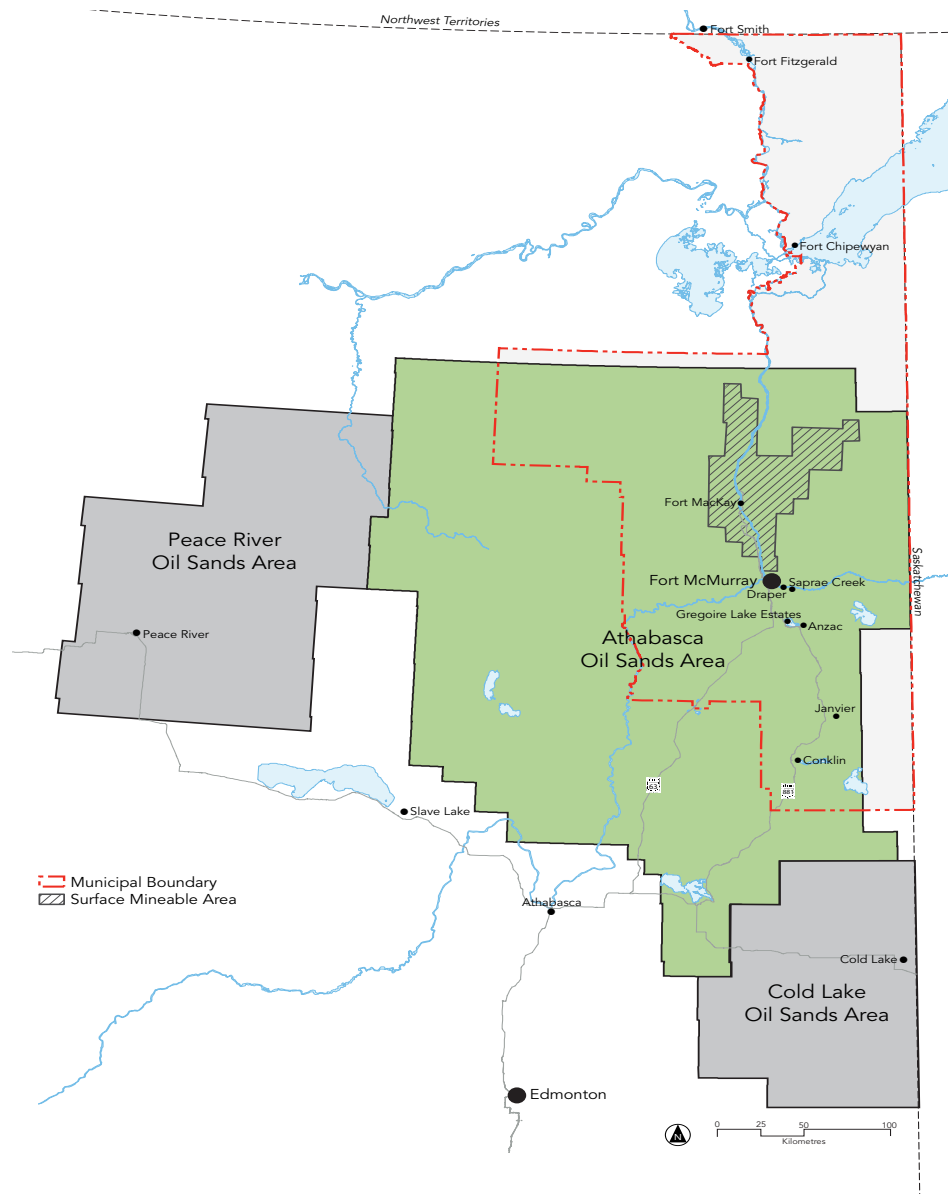 Northwest Territories
Fort Smith
Fort Fitzgerald
Fort Chipewyan
Fort MacKay
Peace River
Oil Sands Area
Saskatchewan
Fort McMurray
Saprae Creek
Draper
Gregoire Lake Estates
Anzac
Peace River
Athabasca
Oil Sands Area
Janvier
Conklin
63
881
Slave Lake
Municipal Boundary
Surface Mineable Area
Athabasca
Cold Lake
Cold Lake
Oil Sands Area
Edmonton
N
0 25 50 100
Kilometres